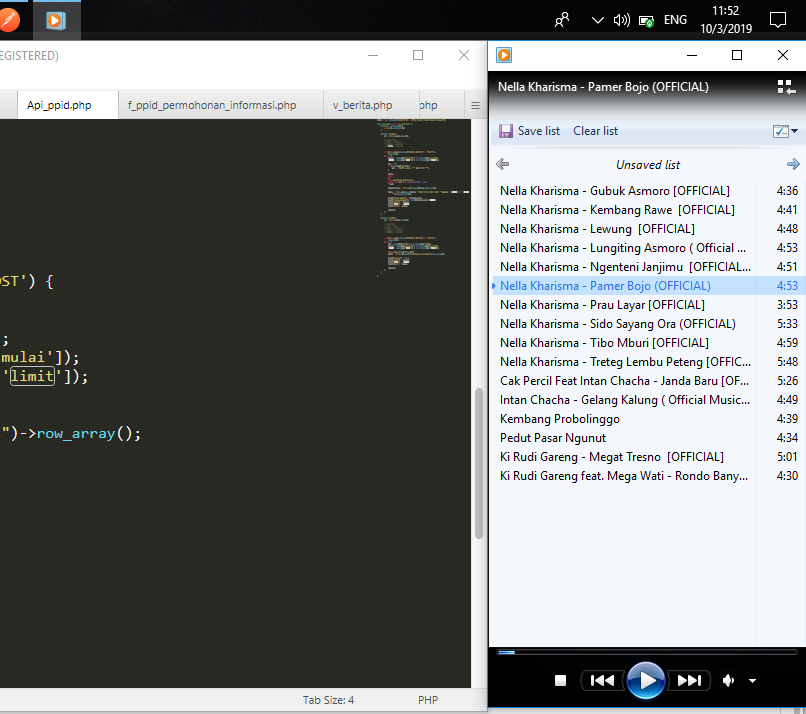 11:52
ENG
10/3/2019
EGISTERED)
Api_ppid.php
f_ppid_permohonan_informasi.php
v_berita.php
php
OST') {
;
mulai']);
'limit']);
")->row_array();
Tab Size: 4
PHP
Nella Kharisma - Pamer Bojo (OFFICIAL)
Save list
Clear list
Unsaved list
Nella Kharisma - Gubuk Asmoro [OFFICIAL] 4:36
Nella Kharisma - Kembang Rawe [OFFICIAL] 4:41
Nella Kharisma - Lewung [OFFICIAL] 4:48
Nella Kharisma - Lungiting Asmoro ( Official ... 4:53
Nella Kharisma - Ngenteni Janjimu [OFFICIAL... 4:51
Nella Kharisma - Pamer Bojo (OFFICIAL) 4:53
Nella Kharisma - Prau Layar [OFFICIAL] 3:53
Nella Kharisma - Sido Sayang Ora (OFFICIAL) 5:33
Nella Kharisma - Tibo Mburi [OFFICIAL] 4:59
Nella Kharisma - Treteg Lembu Peteng [OFFIC... 5:48
Cak Percil Feat Intan Chacha - Janda Baru [OF... 5:26
Intan Chacha - Gelang Kalung ( Official Music... 4:49
Kembang Probolinggo 4:39
Pedut Pasar Ngunut 4:34
Ki Rudi Gareng - Megat Tresno [OFFICIAL] 5:01
Ki Rudi Gareng feat. Mega Wati - Rondo Bany... 4:30